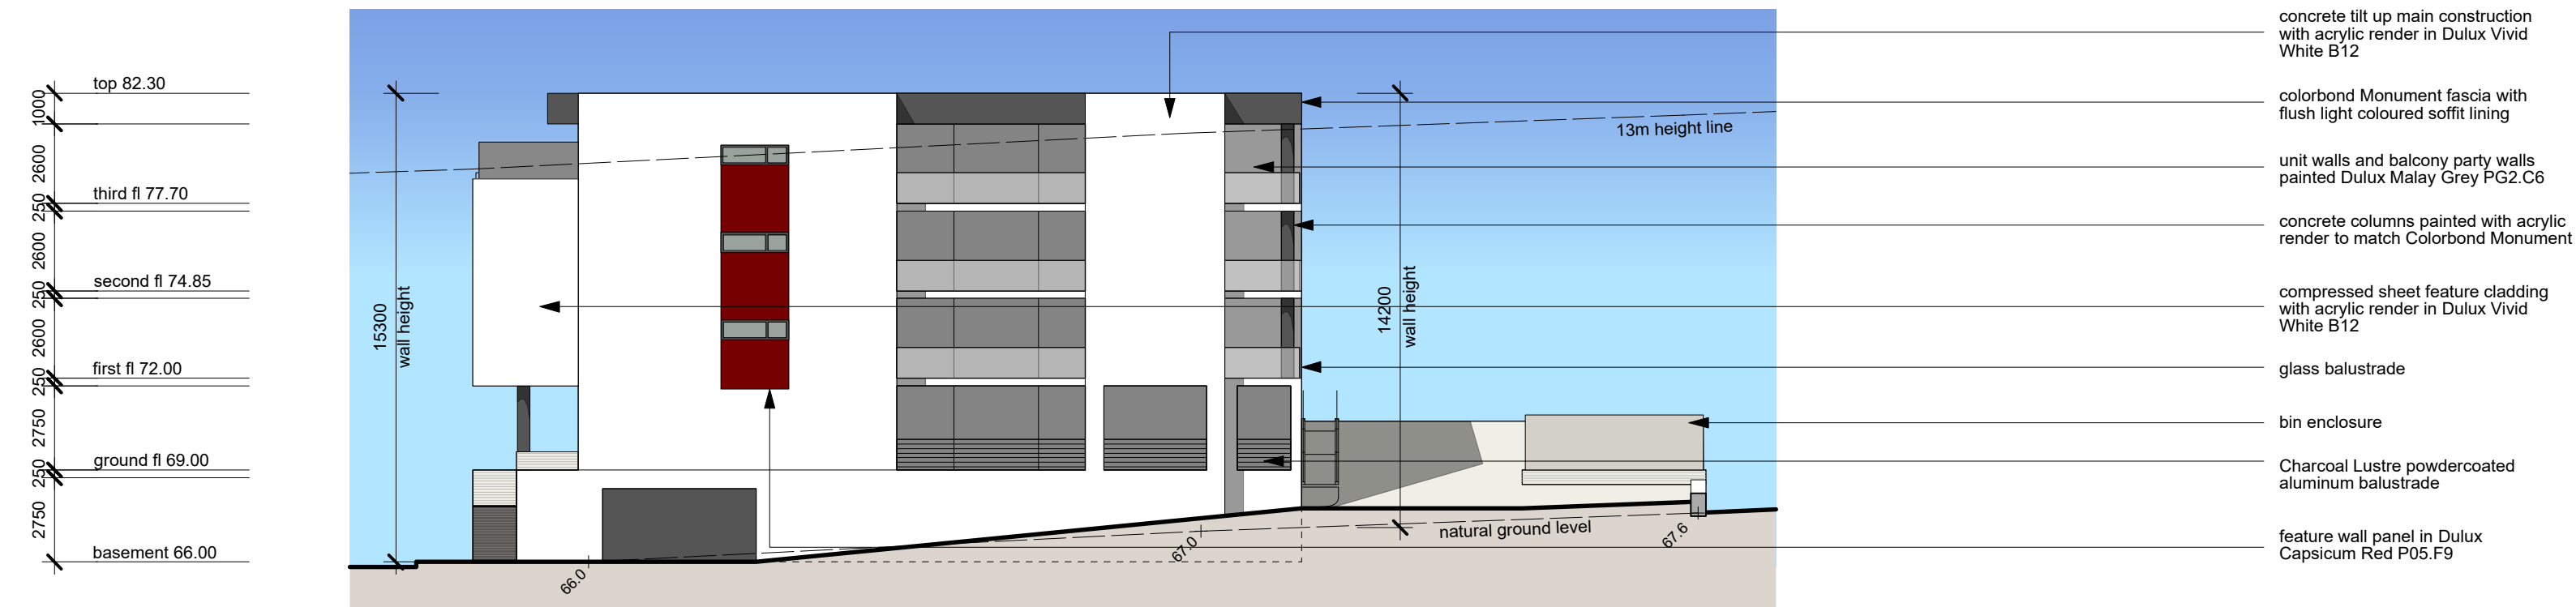 top 82.30
1000
2600
third fl 77.70
250
2600
second fl 74.85
250
2600
first fl 72.00
250
2750
ground fl 69.00
250
2750
basement 66.00
15300
wall height
14200
wall height
13m height line
natural ground level
66.0
67.0
67.6
concrete tilt up main construction
with acrylic render in Dulux Vivid
White B12
colorbond Monument fascia with
flush light coloured soffit lining
unit walls and balcony party walls
painted Dulux Malay Grey PG2.C6
concrete columns painted with acrylic
render to match Colorbond Monument
compressed sheet feature cladding
with acrylic render in Dulux Vivid
White B12
glass balustrade
bin enclosure
Charcoal Lustre powdercoated
aluminum balustrade
feature wall panel in Dulux
Capsicum Red P05.F9